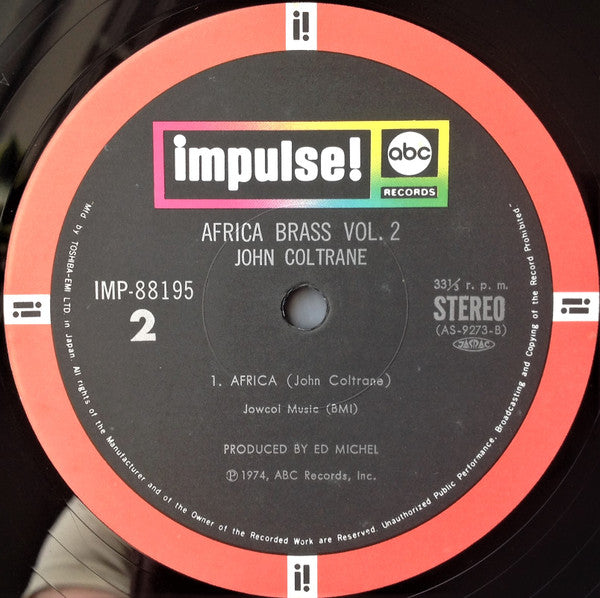 i!
impulse! abc
RECORDS
AFRICA BRASS VOL. 2
JOHN COLTRANE
IMP-88195
2
33⅓ r. p. m.
STEREO
(AS-9273-B)
JASRAC
i!
i!
1. AFRICA (John Coltrane)
Jowcol Music (BMI)
PRODUCED BY ED MICHEL
Ⓟ 1974, ABC Records, Inc.
"Mfd by TOSHIBA-EMI LTD. in Japan. All rights of the Manufacturer and of the Owner of the Recorded Work are Reserved. Unauthorized Public Performance, Broadcasting and Copying of the Record Prohibited."
i!